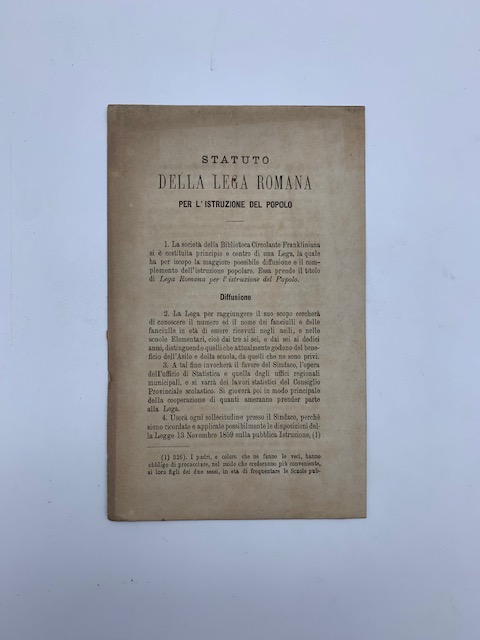 STATUTO
DELLA LEGA ROMANA
PER L'ISTRUZIONE DEL POPOLO
1. La società della Biblioteca Circolante Frankliniana
si è costituita principio e centro di una Lega, la quale
ha per iscopo la maggiore possibile diffusione e il com-
plemento dell'istruzione popolare. Essa prende il titolo
di Lega Romana per l'istruzione del Popolo.
Diffusione
2. La Lega per raggiungere il suo scopo cercherà
di conoscere il numero ed il nome dei fanciulli e delle
fanciulle in età di essere ricevuti negli asili, e nelle
scuole Elementari, cioè dai tre ai sei, e dai sei ai dodici
anni, distinguendo quelli che attualmente godono del bene-
ficio dell'Asilo e della scuola, da quelli che ne sono privi.
3. A tal fine invocherà il favore del Sindaco, l'opera
dell'ufficio di Statistica e quella degli uffici regionali
municipali, e si varrà dei lavori statistici del Consiglio
Provinciale scolastico. Si gioverà poi in modo principale
della cooperazione di quanti ameranno prender parte
alla Lega.
4. Userà ogni sollecitudine presso il Sindaco, perchè
sieno ricordate e applicate possibilmente le disposizioni del-
la Legge 13 Novembre 1859 sulla pubblica Istruzione, (1)
(1) 326). I padri, e coloro che ne fanno le veci, hanno
obbligo di procacciare, nel modo che crederanno più conveniente,
ai loro figli dei due sessi, in età di frequentare le Scuole pub-